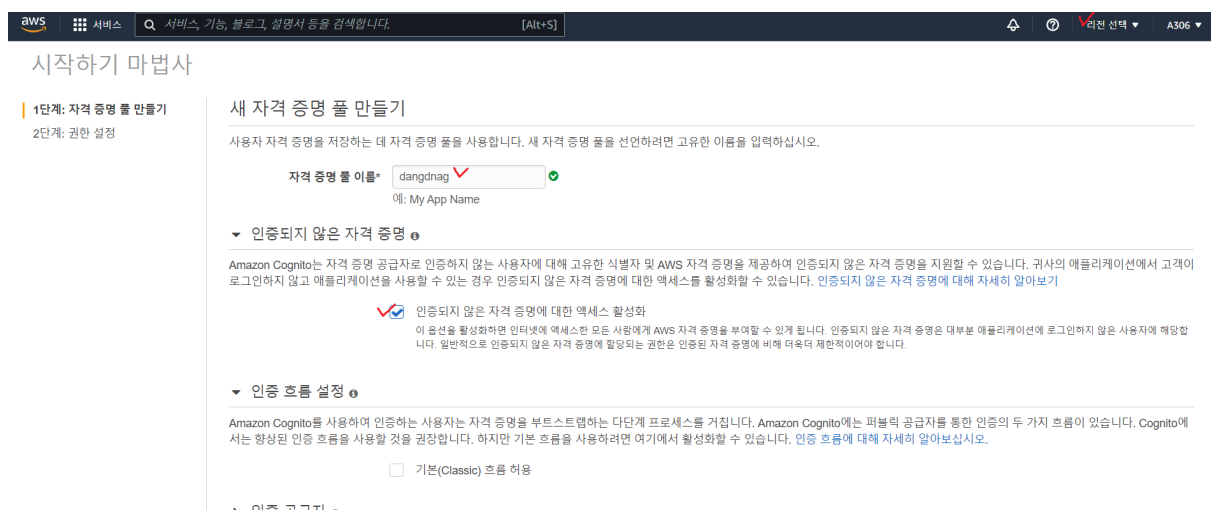 aws 서비스 서비스, 기능, 블로그, 설명서 등을 검색합니다. [Alt+S] 리전 선택 ▼ A306 ▼
시작하기 마법사
1단계: 자격 증명 풀 만들기
2단계: 권한 설정
새 자격 증명 풀 만들기
사용자 자격 증명을 저장하는 데 자격 증명 풀을 사용합니다. 새 자격 증명 풀을 선언하려면 고유한 이름을 입력하십시오.
자격 증명 풀 이름* dangdnag
예: My App Name
▼ 인증되지 않은 자격 증명
Amazon Cognito는 자격 증명 공급자로 인증하지 않는 사용자에 대해 고유한 식별자 및 AWS 자격 증명을 제공하여 인증되지 않은 자격 증명을 지원할 수 있습니다. 귀사의 애플리케이션에서 고객이
로그인하지 않고 애플리케이션을 사용할 수 있는 경우 인증되지 않은 자격 증명에 대한 액세스를 활성화할 수 있습니다. 인증되지 않은 자격 증명에 대해 자세히 알아보기
인증되지 않은 자격 증명에 대한 액세스 활성화
이 옵션을 활성화하면 인터넷에 액세스한 모든 사람에게 AWS 자격 증명을 부여할 수 있게 됩니다. 인증되지 않은 자격 증명은 대부분 애플리케이션에 로그인하지 않은 사용자에 해당합
니다. 일반적으로 인증되지 않은 자격 증명에 할당되는 권한은 인증된 자격 증명에 비해 더욱더 제한적이어야 합니다.
▼ 인증 흐름 설정
Amazon Cognito를 사용하여 인증하는 사용자는 자격 증명을 부트스트랩하는 다단계 프로세스를 거칩니다. Amazon Cognito에는 퍼블릭 공급자를 통한 인증의 두 가지 흐름이 있습니다. Cognito에
서는 향상된 인증 흐름을 사용할 것을 권장합니다. 하지만 기본 흐름을 사용하려면 여기에서 활성화할 수 있습니다. 인증 흐름에 대해 자세히 알아보십시오.
기본(Classic) 흐름 허용